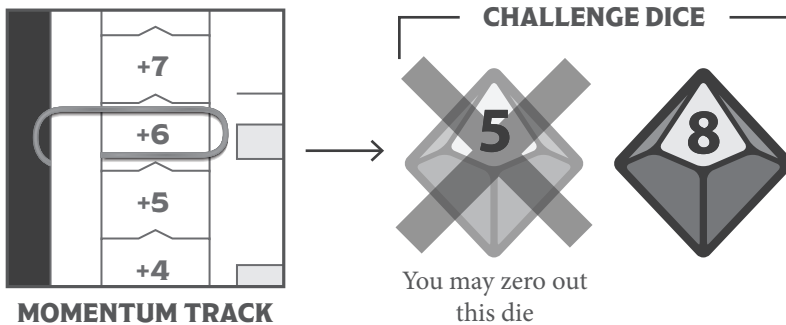 CHALLENGE DICE
+7
+6
+5
+4
5
8
You may zero out
this die
MOMENTUM TRACK